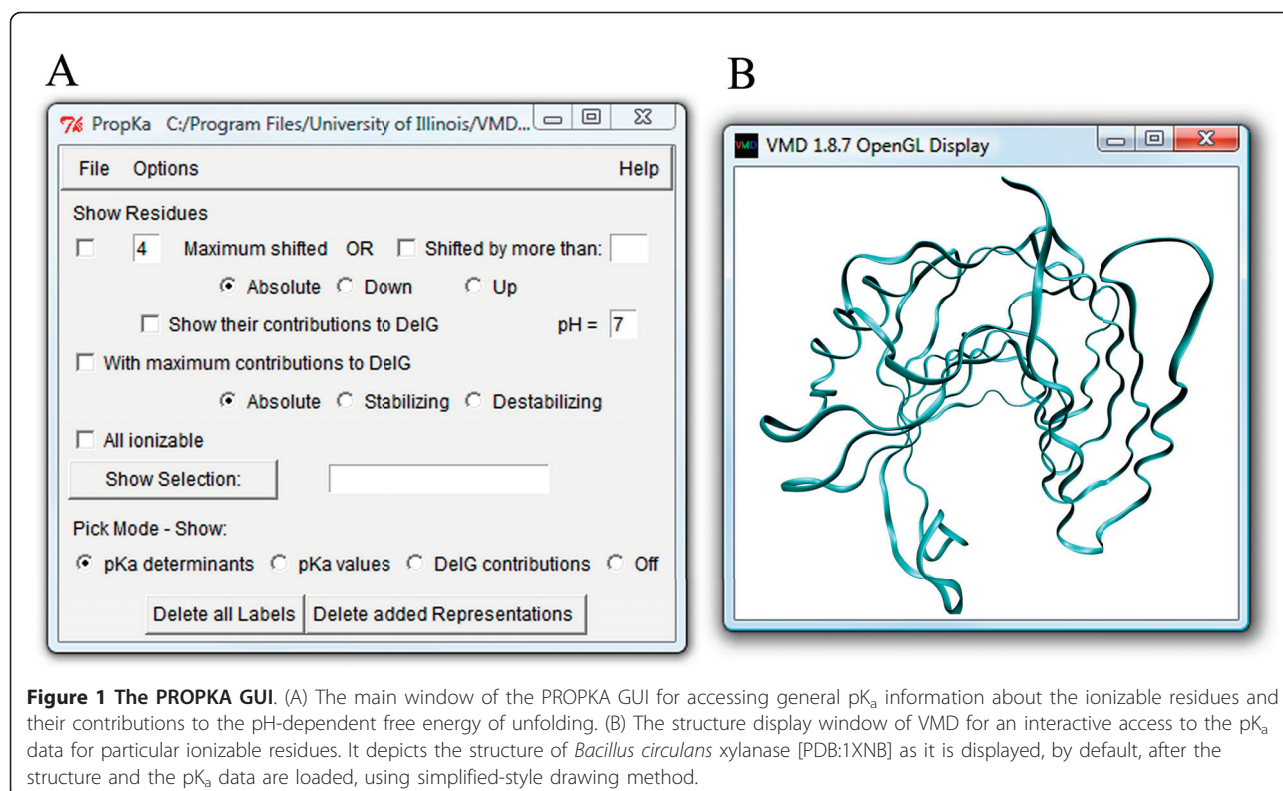 A
B
PropKa C:/Program Files/University of Illinois/VMD...
File Options Help
Show Residues
4 Maximum shifted OR Shifted by more than:
Absolute Down Up
Show their contributions to DelG pH = 7
With maximum contributions to DelG
Absolute Stabilizing Destabilizing
All ionizable
Show Selection:
Pick Mode - Show:
pKa determinants pKa values DelG contributions Off
Delete all Labels Delete added Representations
VMD VMD 1.8.7 OpenGL Display
Figure 1 The PROPKA GUI. (A) The main window of the PROPKA GUI for accessing general pKa information about the ionizable residues and
their contributions to the pH-dependent free energy of unfolding. (B) The structure display window of VMD for an interactive access to the pKa
data for particular ionizable residues. It depicts the structure of Bacillus circulans xylanase [PDB:1XNB] as it is displayed, by default, after the
structure and the pKa data are loaded, using simplified-style drawing method.